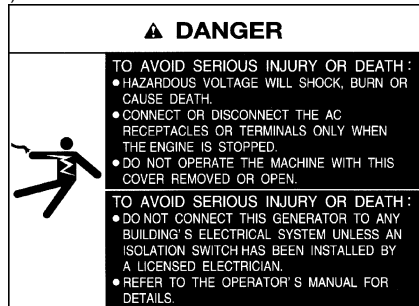 ⚠ DANGER
TO AVOID SERIOUS INJURY OR DEATH :
● HAZARDOUS VOLTAGE WILL SHOCK, BURN OR
CAUSE DEATH.
● CONNECT OR DISCONNECT THE AC
RECEPTACLES OR TERMINALS ONLY WHEN
THE ENGINE IS STOPPED.
● DO NOT OPERATE THE MACHINE WITH THIS
COVER REMOVED OR OPEN.
TO AVOID SERIOUS INJURY OR DEATH :
● DO NOT CONNECT THIS GENERATOR TO ANY
BUILDING'S ELECTRICAL SYSTEM UNLESS AN
ISOLATION SWITCH HAS BEEN INSTALLED BY
A LICENSED ELECTRICIAN.
● REFER TO THE OPERATOR'S MANUAL FOR
DETAILS.